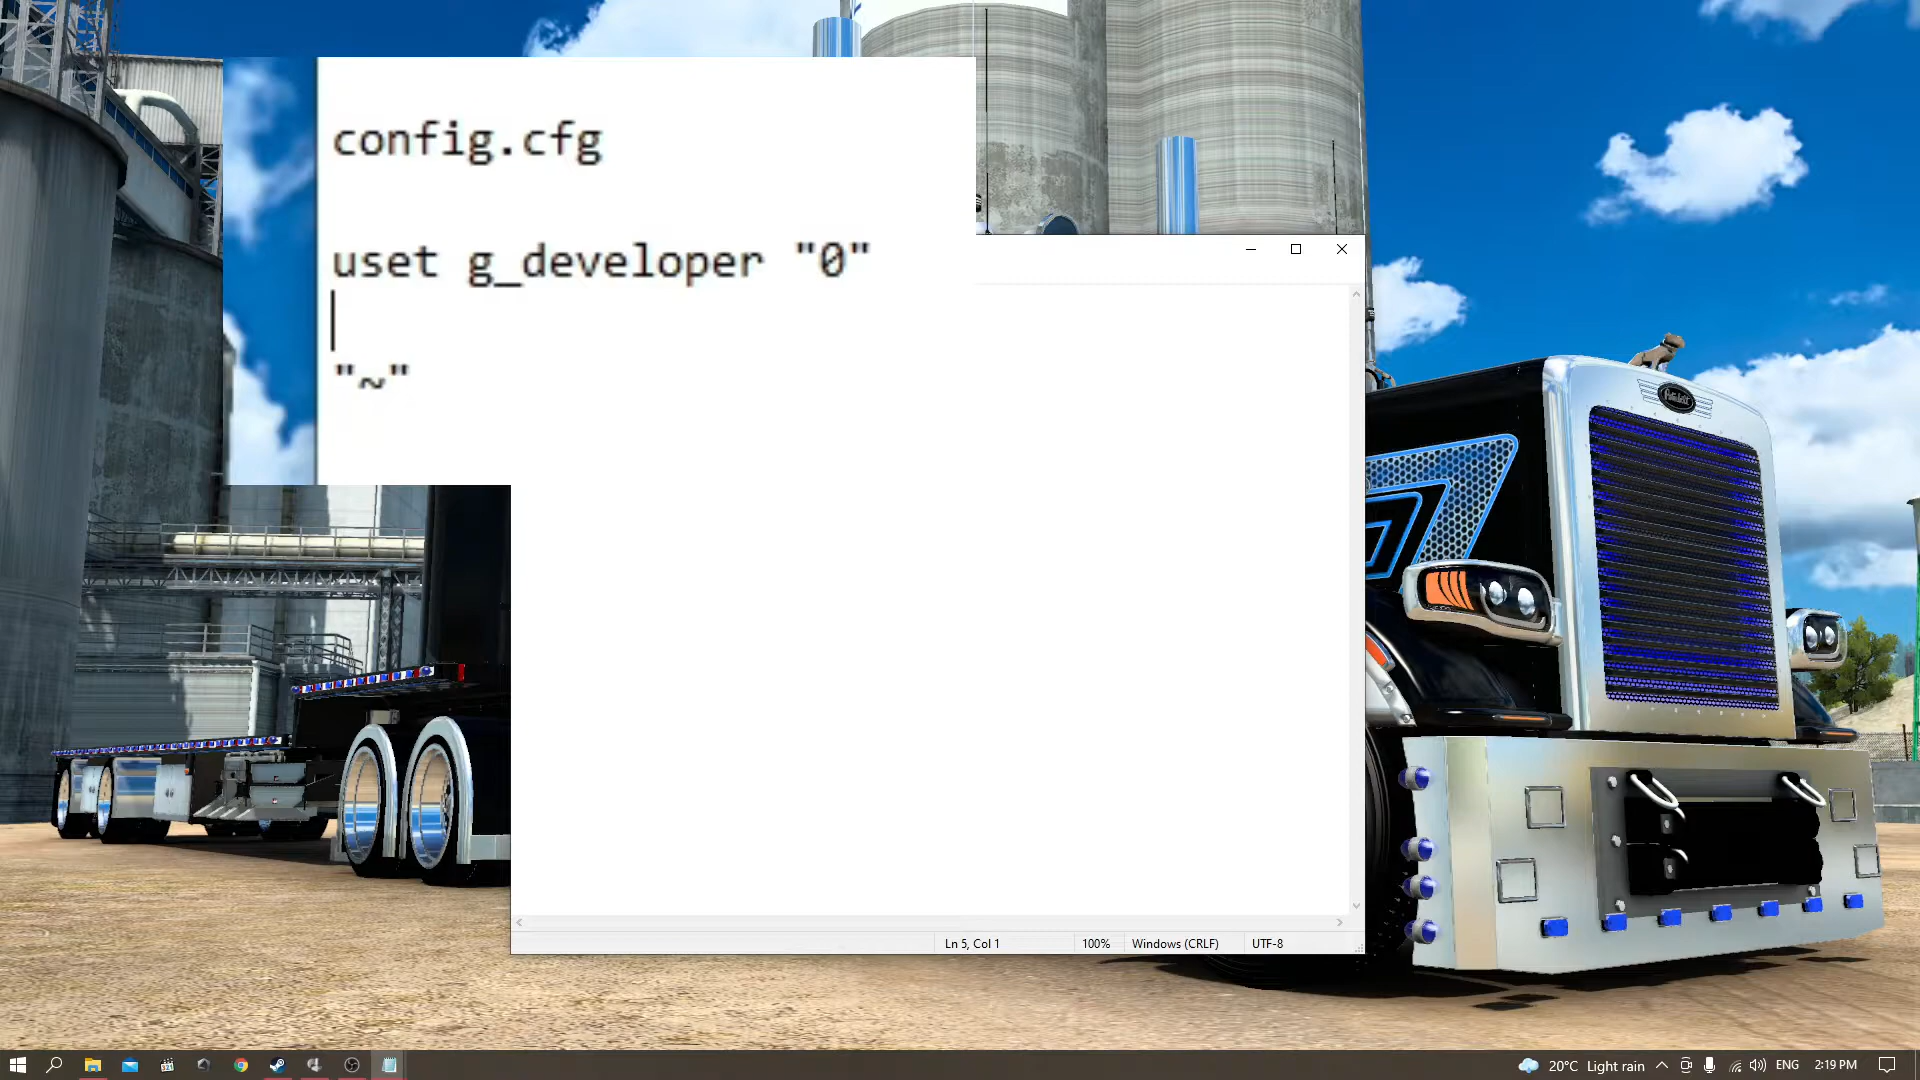 config.cfg
uset g_developer "0"
"~"
Ln 5, Col 1
100%
Windows (CRLF)
UTF-8
20°C Light rain
ENG
2:19 PM